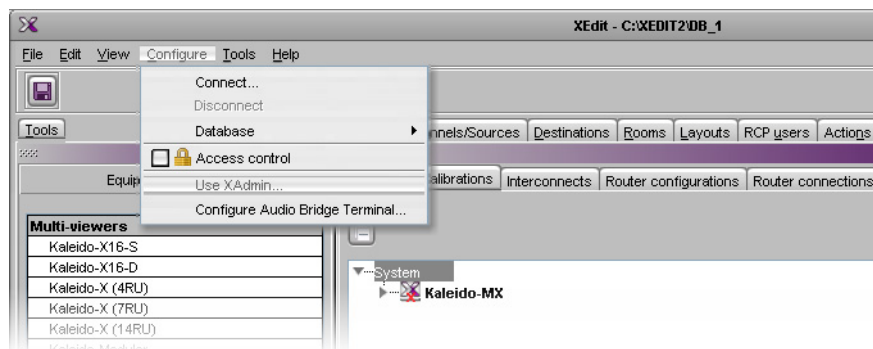 XEdit - C:\XEDIT2\DB_1
File Edit View Configure Tools Help
Connect...
Disconnect
Database
Access control
Use XAdmin...
Configure Audio Bridge Terminal...
Tools
nnels/Sources Destinations Rooms Layouts RCP users Actions
Equip
alibrations Interconnects Router configurations Router connections
Multi-viewers
Kaleido-X16-S
Kaleido-X16-D
Kaleido-X (4RU)
Kaleido-X (7RU)
Kaleido-X (14RU)
Kaleido-Modular
System
Kaleido-MX